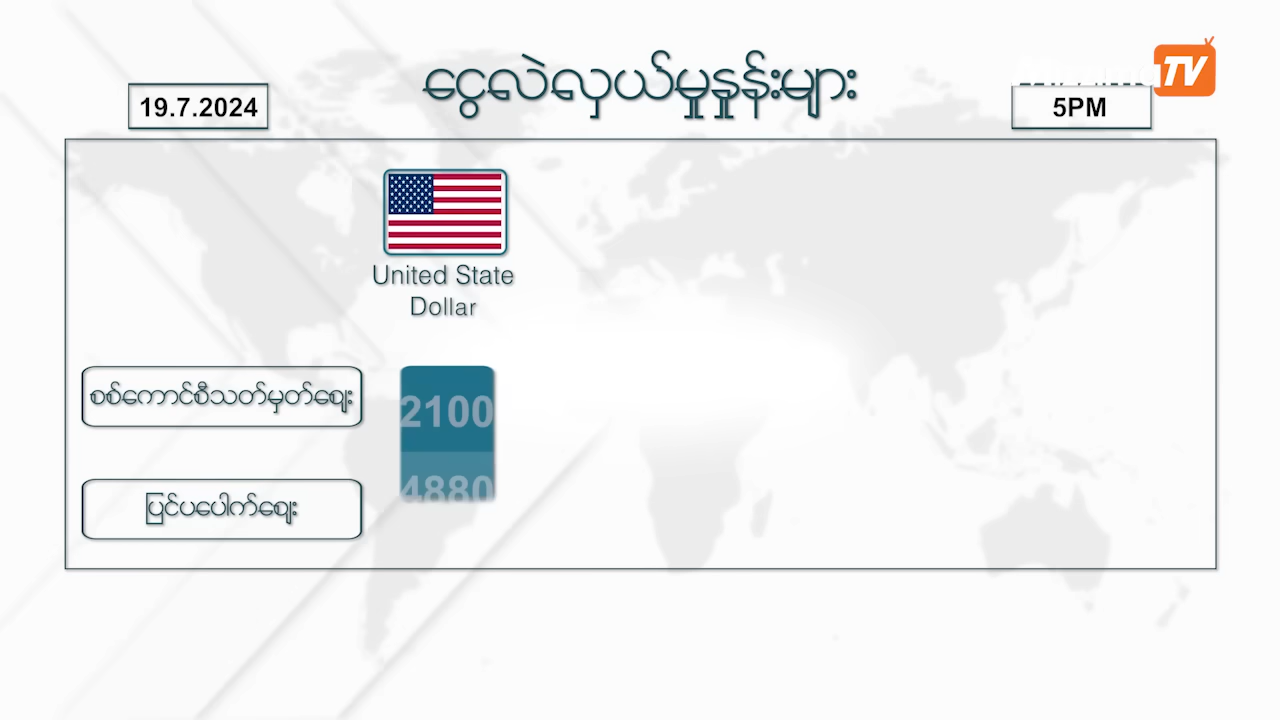 ငွေလဲလှယ်မှုနှုန်းများ
TV
19.7.2024
5PM
United State
Dollar
စစ်ကောင်စီသတ်မှတ်ဈေး
2100
ပြင်ပပေါက်ဈေး
4880